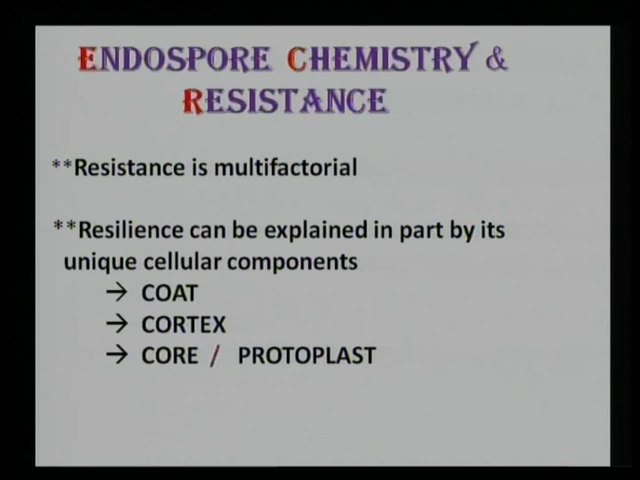 ENDOSPORE CHEMISTRY &
RESISTANCE
**Resistance is multifactorial
**Resilience can be explained in part by its
unique cellular components
→ COAT
→ CORTEX
→ CORE / PROTOPLAST